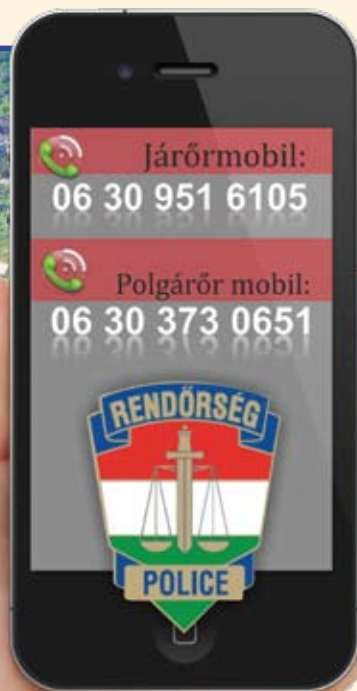 Járőrmobil:
06 30 951 6105
Polgárőr mobil:
06 30 373 0651
RENDŐRSÉG
POLICE